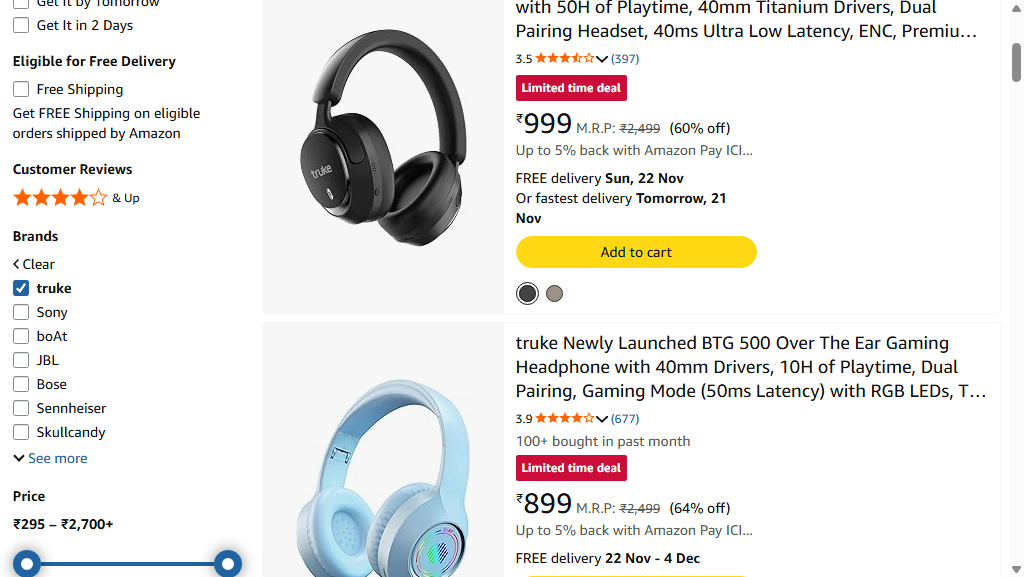 Get It by Tomorrow
Get It in 2 Days
Eligible for Free Delivery
Free Shipping
Get FREE Shipping on eligible
orders shipped by Amazon
Customer Reviews
& Up
Brands
Clear
truke
Sony
boAt
JBL
Bose
Sennheiser
Skullcandy
See more
Price
₹295 – ₹2,700+
truke
with 50H of Playtime, 40mm Titanium Drivers, Dual
Pairing Headset, 40ms Ultra Low Latency, ENC, Premiu…
3.5 (397)
Limited time deal
₹999 M.R.P: ₹2,499 (60% off)
Up to 5% back with Amazon Pay ICI…
FREE delivery Sun, 22 Nov
Or fastest delivery Tomorrow, 21
Nov
Add to cart
truke Newly Launched BTG 500 Over The Ear Gaming
Headphone with 40mm Drivers, 10H of Playtime, Dual
Pairing, Gaming Mode (50ms Latency) with RGB LEDs, T…
3.9 (677)
100+ bought in past month
Limited time deal
₹899 M.R.P: ₹2,499 (64% off)
Up to 5% back with Amazon Pay ICI…
FREE delivery 22 Nov - 4 Dec